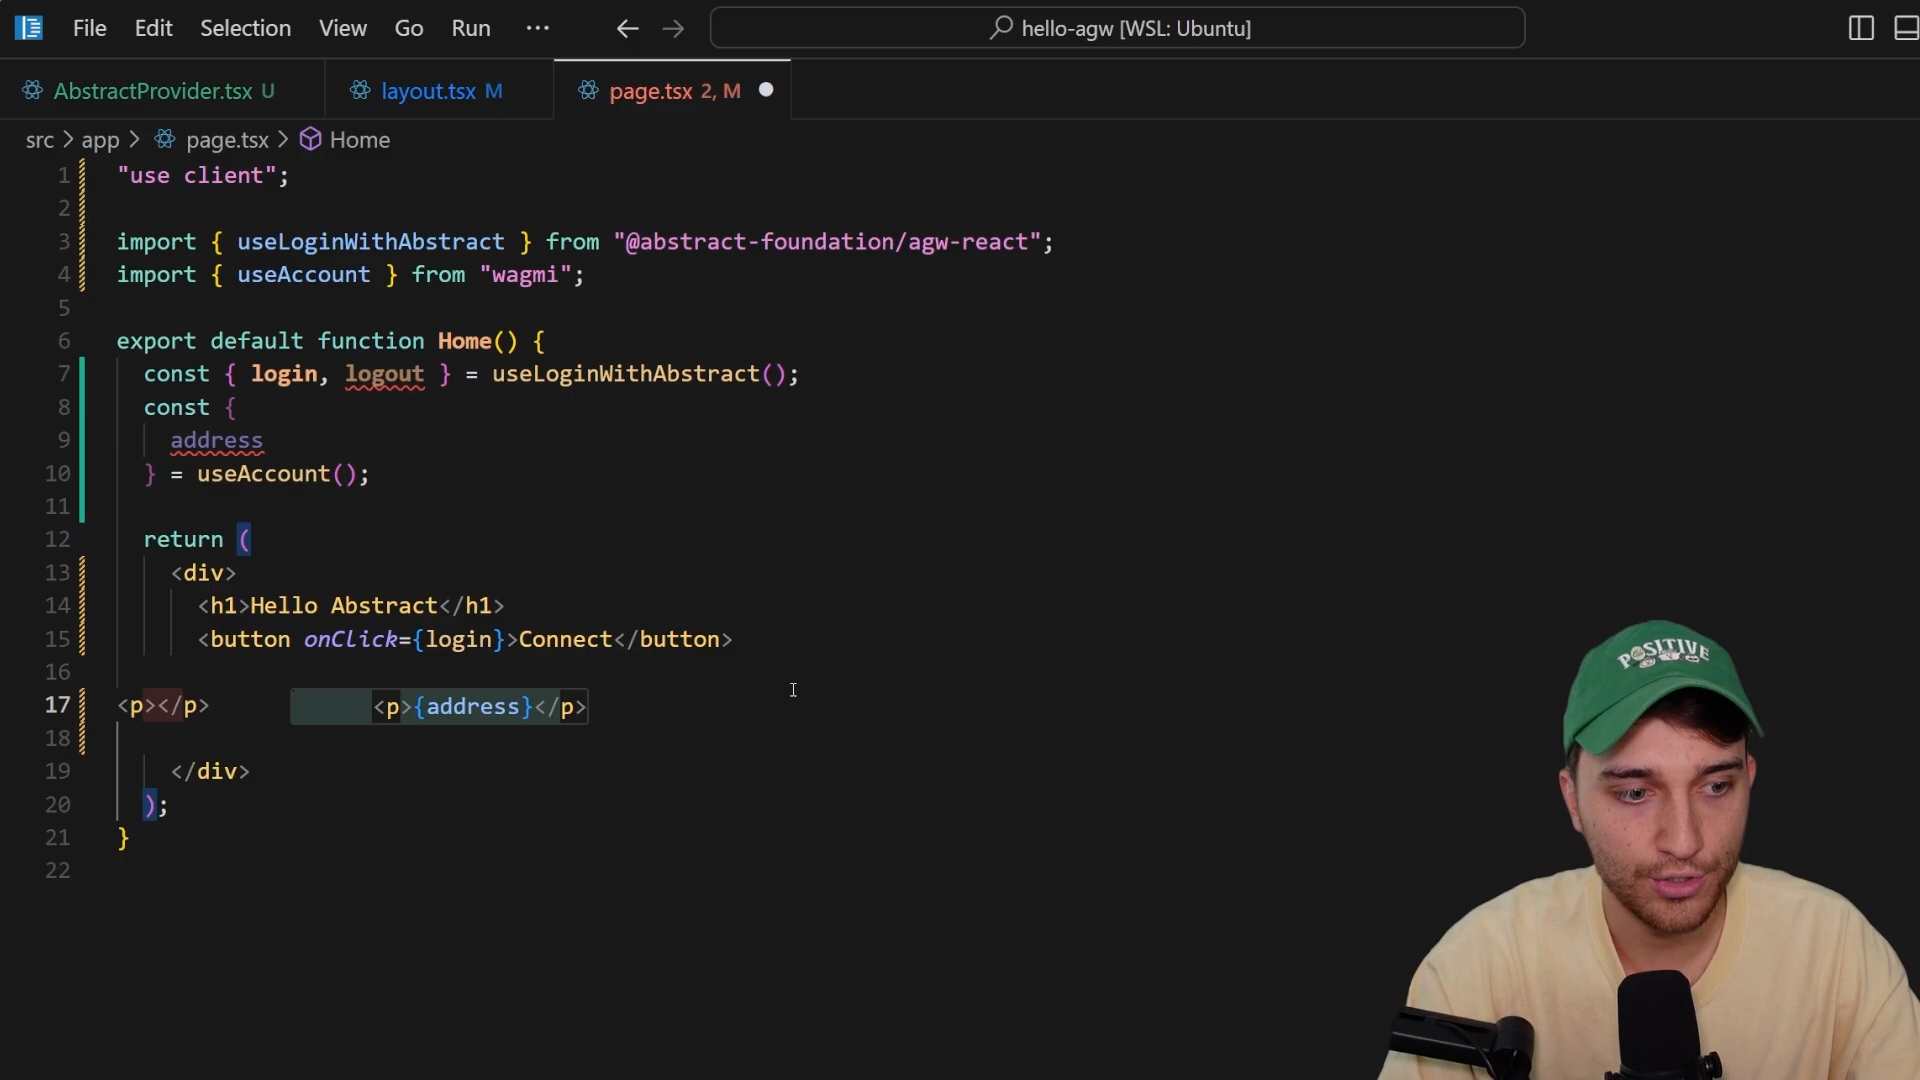 File Edit Selection View Go Run ··· hello-agw [WSL: Ubuntu]
AbstractProvider.tsx U layout.tsx M page.tsx 2, M
src > app > page.tsx > Home
1 "use client";
2
3 import { useLoginWithAbstract } from "@abstract-foundation/agw-react";
4 import { useAccount } from "wagmi";
5
6 export default function Home() {
7 const { login, logout } = useLoginWithAbstract();
8 const {
9 address
10 } = useAccount();
11
12 return (
13 <div>
14 <h1>Hello Abstract</h1>
15 <button onClick={login}>Connect</button>
16
17 <p></p> <p>{address}</p>
18
19 </div>
20 );
21 }
22
POSITIVE